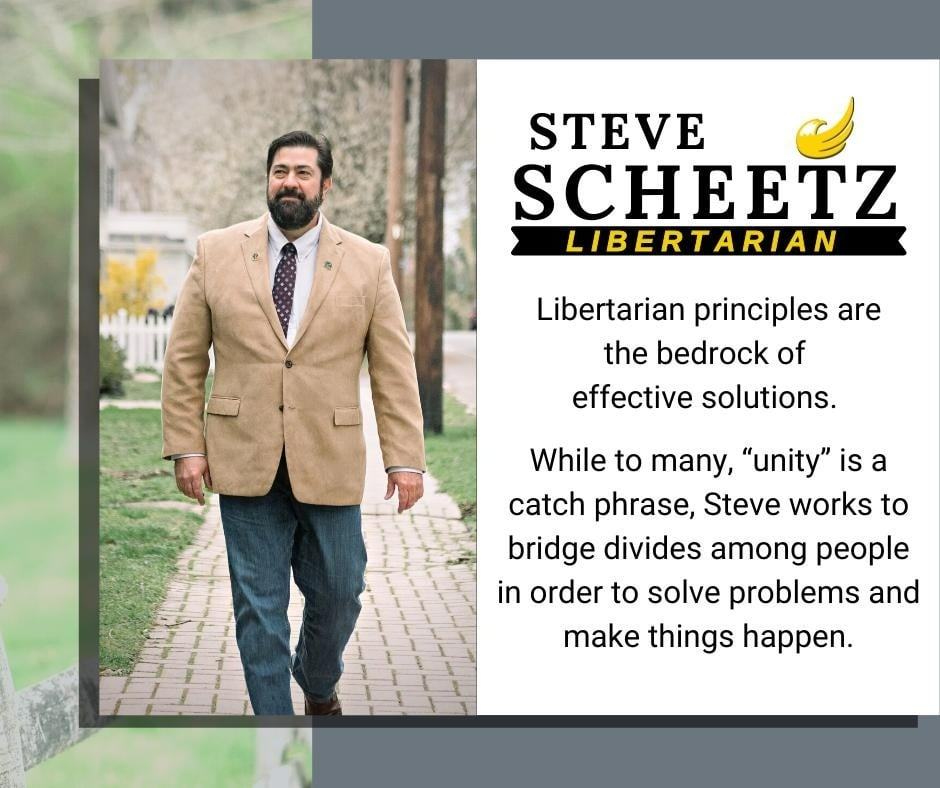 STEVE
SCHEETZ
LIBERTARIAN
Libertarian principles are
the bedrock of
effective solutions.
While to many, “unity” is a
catch phrase, Steve works to
bridge divides among people
in order to solve problems and
make things happen.